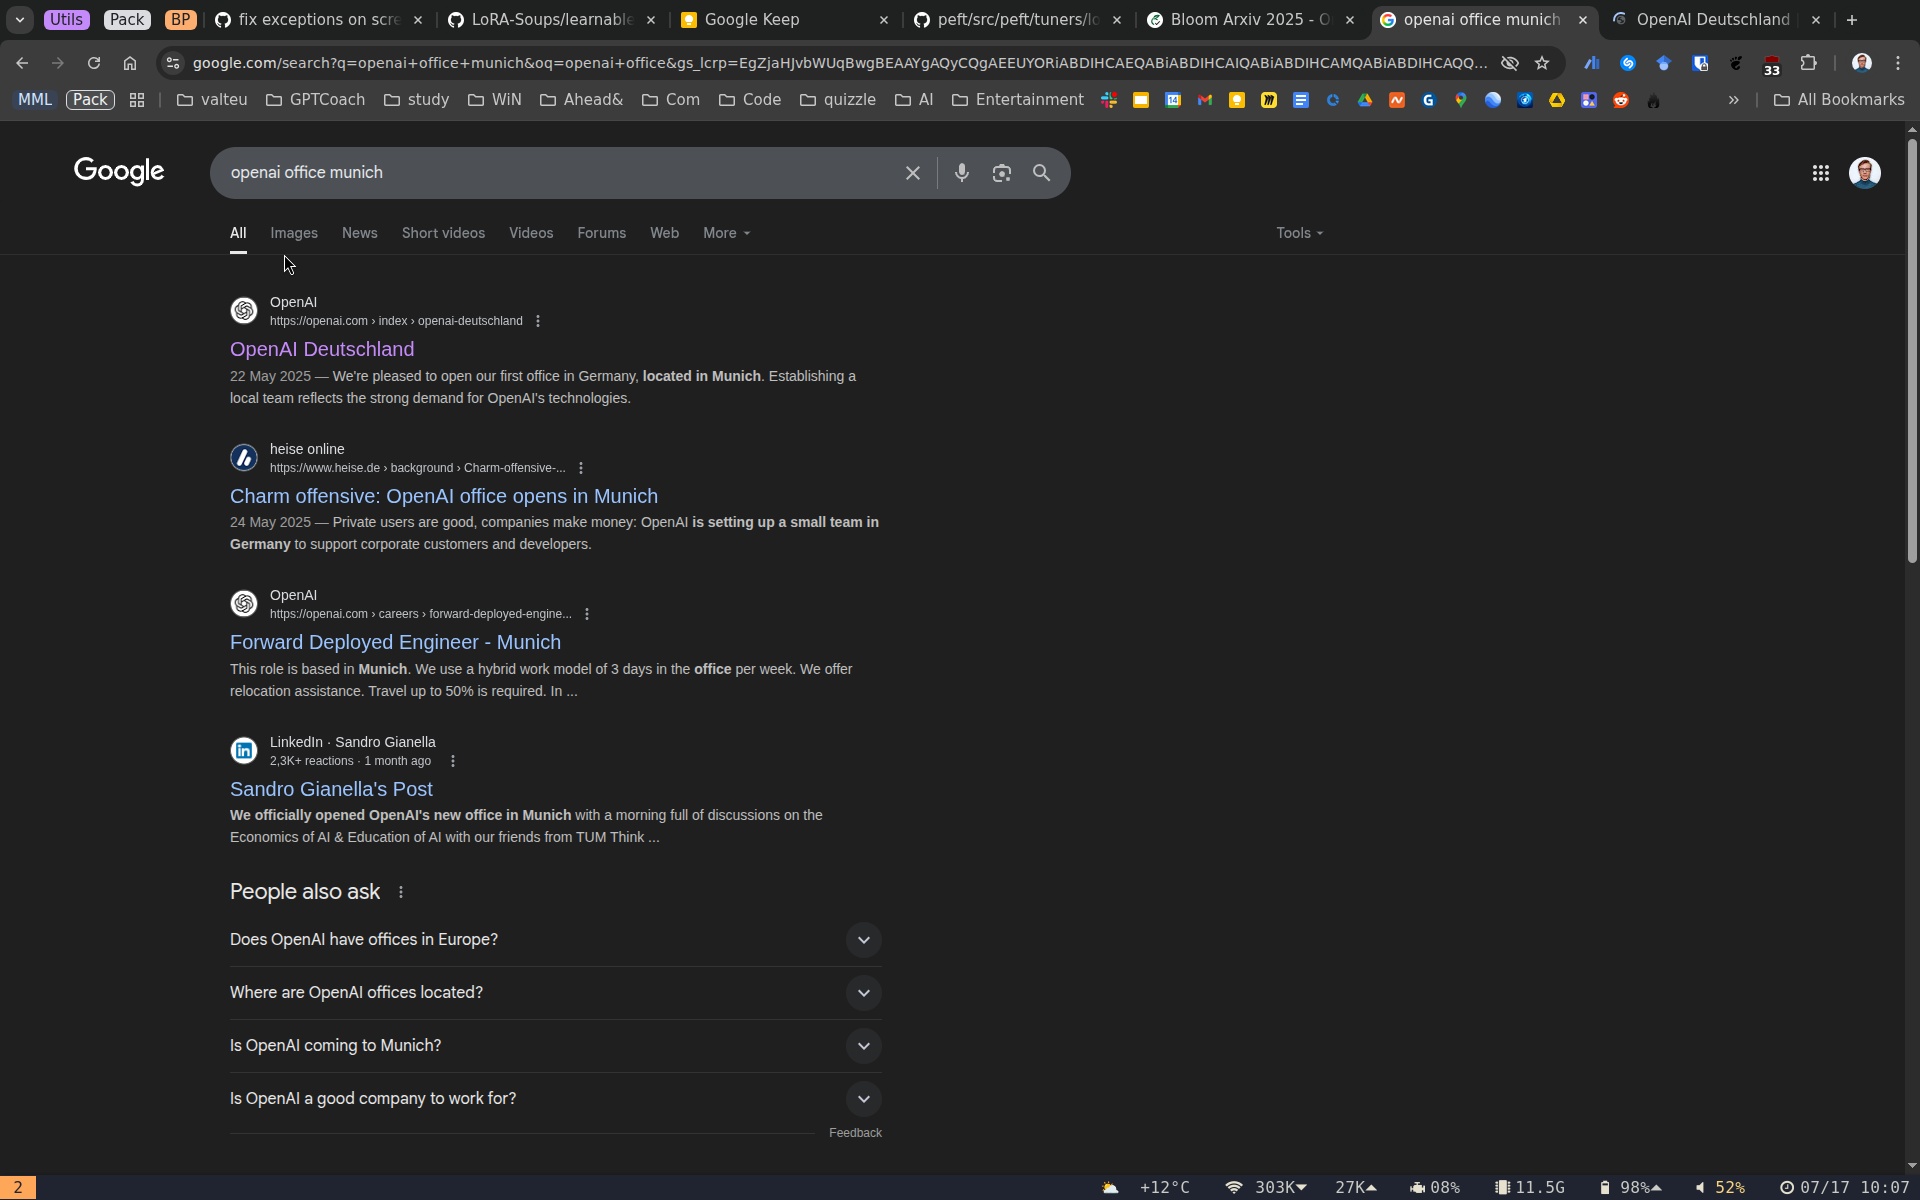 Utils Pack BP fix exceptions on scre LoRA-Soups/learnable Google Keep peft/src/peft/tuners/lo Bloom Arxiv 2025 - O openai office munich OpenAI Deutschland
google.com/search?q=openai+office+munich&oq=openai+office&gs_lcrp=EgZjaHJvbWUqBwgBEAAYgAQyCQgAEEUYORiABDIHCAEQABiABDIHCAIQABiABDIHCAMQABiABDIHCAQQ... 33
MML Pack valteu GPTCoach study WiN Ahead& Com Code quizzle AI Entertainment 14 All Bookmarks
Google openai office munich
All Images News Short videos Videos Forums Web More Tools
OpenAI
https://openai.com › index › openai-deutschland
OpenAI Deutschland
22 May 2025 — We're pleased to open our first office in Germany, located in Munich. Establishing a
local team reflects the strong demand for OpenAI's technologies.
heise online
https://www.heise.de › background › Charm-offensive-...
Charm offensive: OpenAI office opens in Munich
24 May 2025 — Private users are good, companies make money: OpenAI is setting up a small team in
Germany to support corporate customers and developers.
OpenAI
https://openai.com › careers › forward-deployed-engine...
Forward Deployed Engineer - Munich
This role is based in Munich. We use a hybrid work model of 3 days in the office per week. We offer
relocation assistance. Travel up to 50% is required. In ...
LinkedIn · Sandro Gianella
2,3K+ reactions · 1 month ago
Sandro Gianella's Post
We officially opened OpenAI's new office in Munich with a morning full of discussions on the
Economics of AI & Education of AI with our friends from TUM Think ...
People also ask
Does OpenAI have offices in Europe?
Where are OpenAI offices located?
Is OpenAI coming to Munich?
Is OpenAI a good company to work for?
Feedback
2 +12°C 303K 27K 08% 11.5G 98% 52% 07/17 10:07